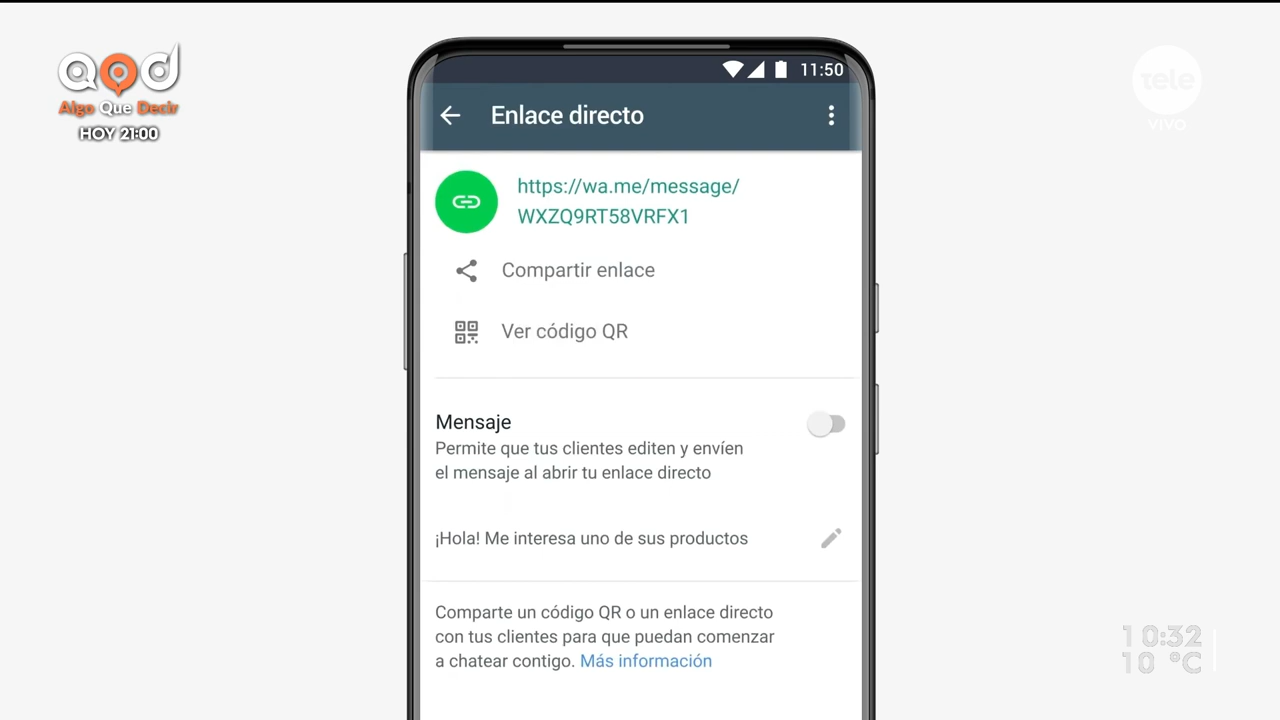 AQD
Algo Que Decir
HOY 21:00
tele
VIVO
11:50
Enlace directo
https://wa.me/message/
WXZQ9RT58VRFX1
Compartir enlace
Ver código QR
Mensaje
Permite que tus clientes editen y envíen
el mensaje al abrir tu enlace directo
¡Hola! Me interesa uno de sus productos
Comparte un código QR o un enlace directo
con tus clientes para que puedan comenzar
a chatear contigo. Más información
10:32
10 °C